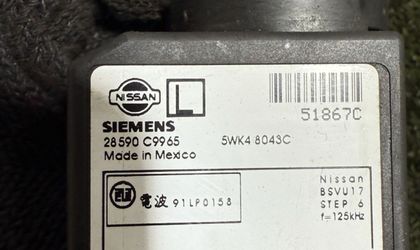 NISSAN
L
51867C
SIEMENS
28590 C9965 5WK4 8043C
Made in Mexico
電波 91LP0158
Nissan
BSVU17
STEP 6
f=125kHz